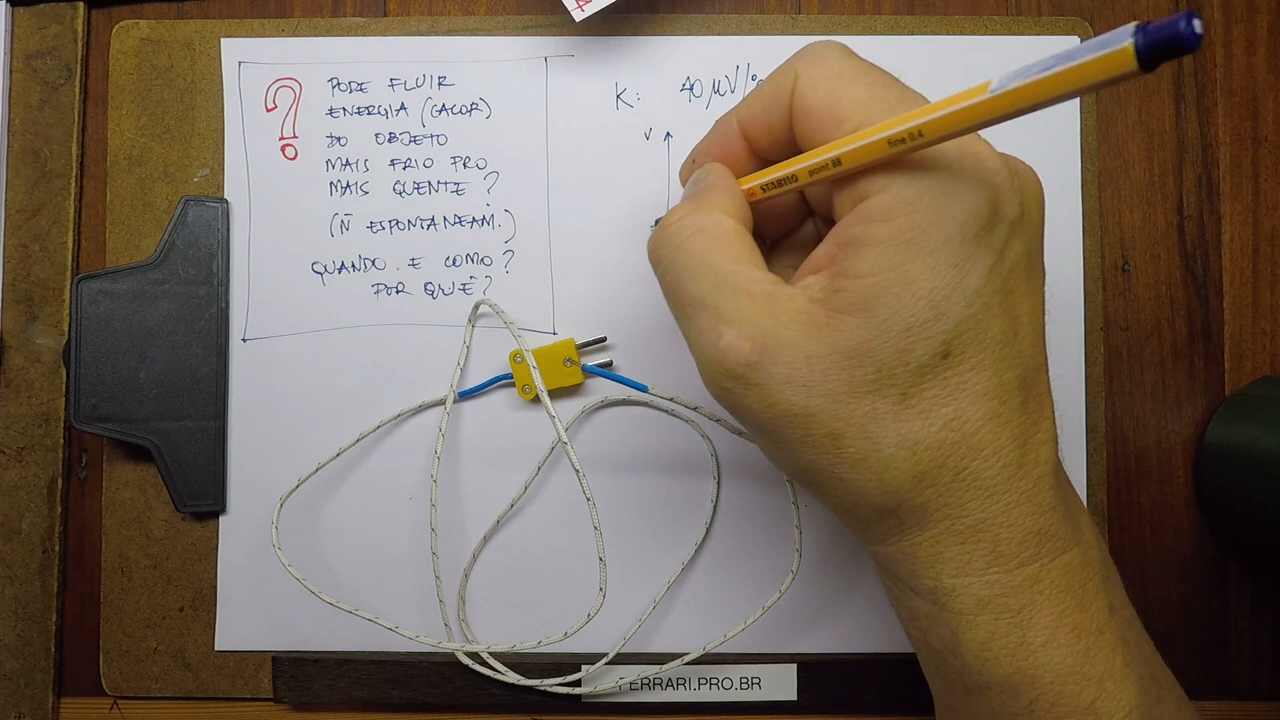 ?
PODE FLUIR
ENERGIA (CALOR)
DO OBJETO
MAIS FRIO PRO
MAIS QUENTE?
(Ñ ESPONTANEAM.)
QUANDO E COMO?
POR QUÊ?
K: 40 μV/°
V
STABILO point 88 fine 0.4
FERRARI.PRO.BR